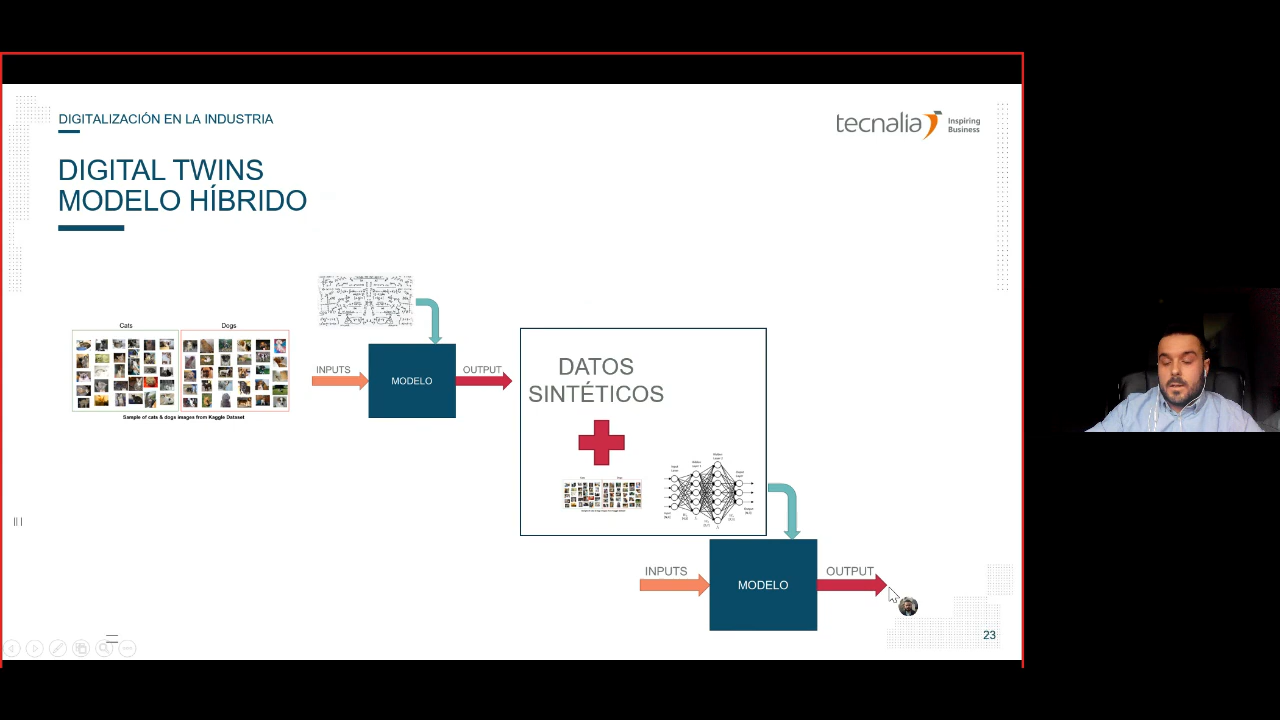 DIGITALIZACIÓN EN LA INDUSTRIA
tecnalia Inspiring
Business
DIGITAL TWINS
MODELO HÍBRIDO
Cats Dogs
Sample of cats & dogs images from Kaggle Dataset
INPUTS
MODELO
OUTPUT
DATOS
SINTÉTICOS
INPUTS
MODELO
OUTPUT
23